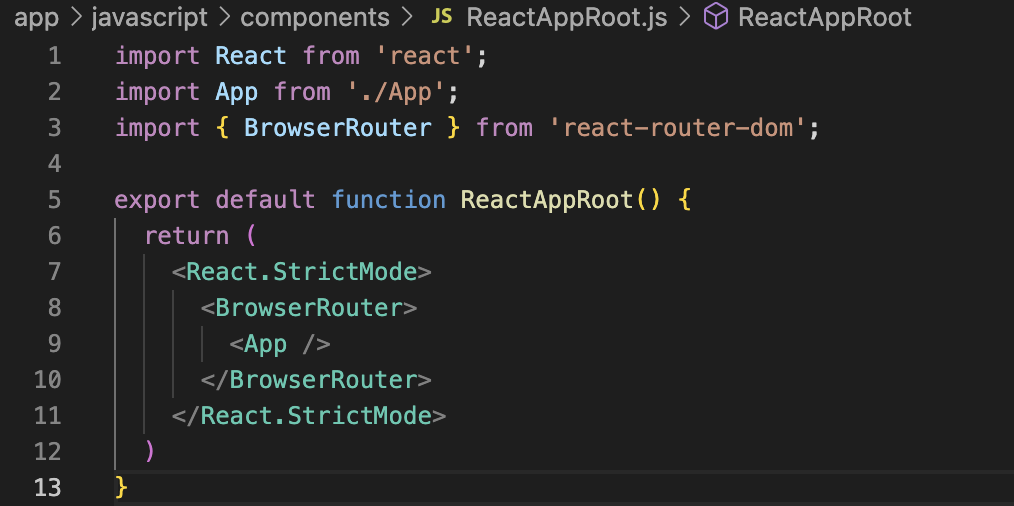 app > javascript > components > JS ReactAppRoot.js > ReactAppRoot
1 import React from 'react';
2 import App from './App';
3 import { BrowserRouter } from 'react-router-dom';
4
5 export default function ReactAppRoot() {
6   return (
7     <React.StrictMode>
8       <BrowserRouter>
9         <App />
10       </BrowserRouter>
11     </React.StrictMode>
12   )
13 }